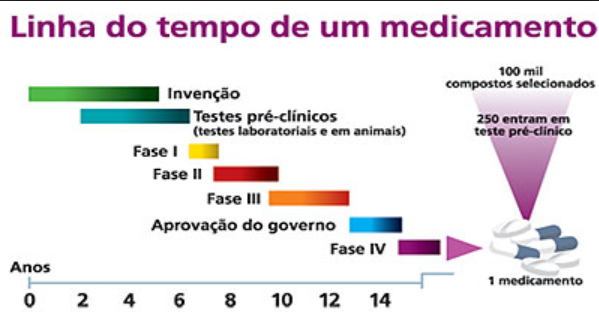 Linha do tempo de um medicamento
100 mil
compostos selecionados
250 entram em
teste pré-clínico
Invenção
Testes pré-clínicos
(testes laboratoriais e em animais)
Fase I
Fase II
Fase III
Aprovação do governo
Fase IV
1 medicamento
Anos
0 2 4 6 8 10 12 14